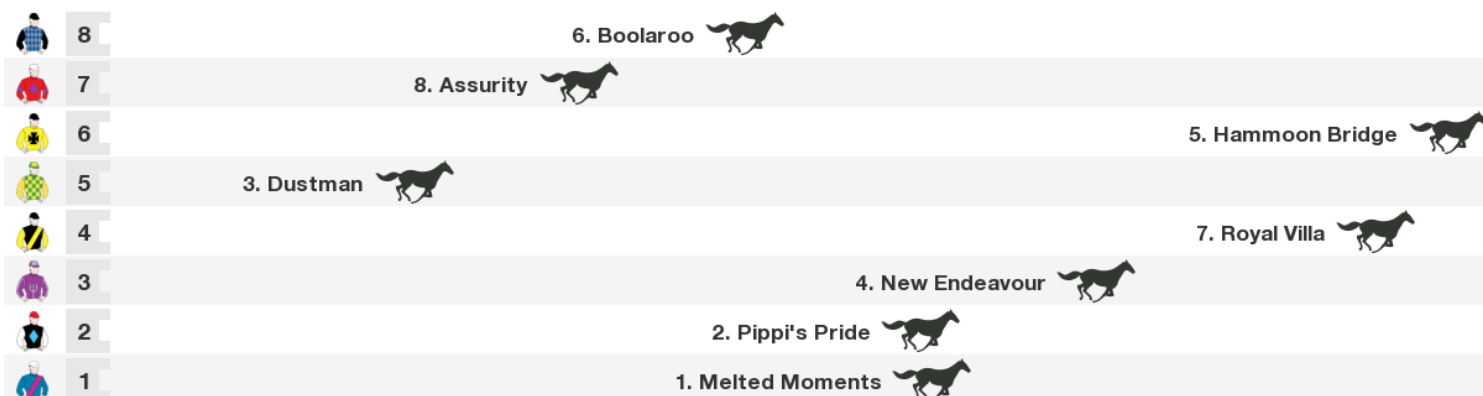 8 6. Boolaroo
7 8. Assurity
6 5. Hammoon Bridge
5 3. Dustman
4 7. Royal Villa
3 4. New Endeavour
2 2. Pippi's Pride
1 1. Melted Moments